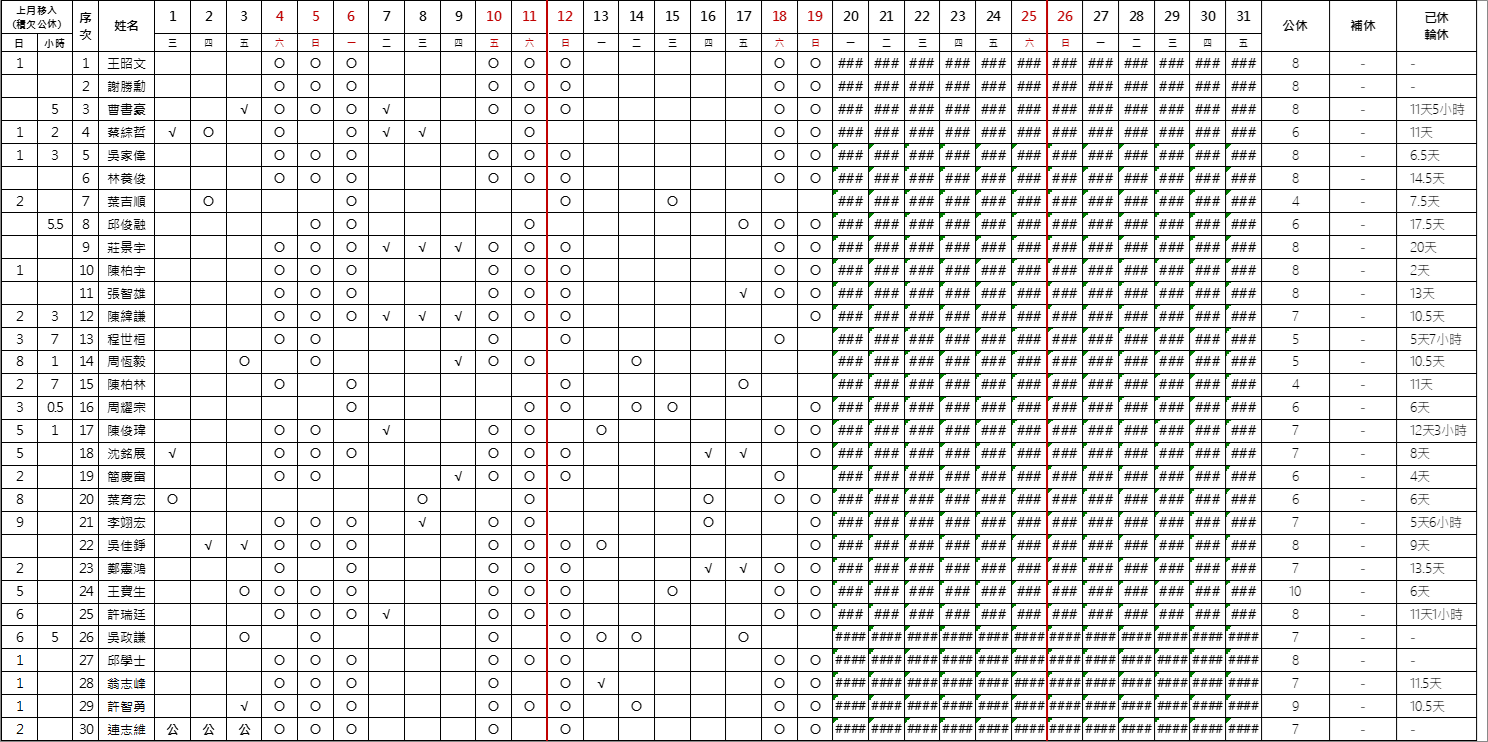 上月移入 序 姓名 1 2 3 4 5 6 7 8 9 10 11 12 13 14 15 16 17 18 19 20 21 22 23 24 25 26 27 28 29 30 31 公休 補休 已休
(積欠公休) 次 輪休
日 小時 三 四 五 六 日 一 二 三 四 五 六 日 一 二 三 四 五 六 日 一 二 三 四 五 六 日 一 二 三 四 五
1 1 王昭文 O O O O O O O O ### ### ### ### ### ### ### ### ### ### ### ### 8 - -
2 謝勝勳 O O O O O O O O ### ### ### ### ### ### ### ### ### ### ### ### 8 - -
5 3 曹書豪 √ O O O √ O O O O O ### ### ### ### ### ### ### ### ### ### ### ### 8 - 11天5小時
1 2 4 蔡綜哲 √ O O O √ √ O O O ### ### ### ### ### ### ### ### ### ### ### ### 6 - 11天
1 3 5 吳家偉 O O O O O O O O ### ### ### ### ### ### ### ### ### ### ### ### 8 - 6.5天
6 林養俊 O O O O O O O O ### ### ### ### ### ### ### ### ### ### ### ### 8 - 14.5天
2 7 葉吉順 O O O O ### ### ### ### ### ### ### ### ### ### ### ### 4 - 7.5天
5.5 8 邱俊融 O O O O O O ### ### ### ### ### ### ### ### ### ### ### ### 6 - 17.5天
9 莊景宇 O O O √ √ √ O O O O O ### ### ### ### ### ### ### ### ### ### ### ### 8 - 20天
1 10 陳柏宇 O O O O O O O O ### ### ### ### ### ### ### ### ### ### ### ### 8 - 2天
11 張智雄 O O O O O O √ O O ### ### ### ### ### ### ### ### ### ### ### ### 8 - 13天
2 3 12 陳緯謙 O O O √ √ √ O O O O ### ### ### ### ### ### ### ### ### ### ### ### 7 - 10.5天
3 7 13 程世桓 O O O O O ### ### ### ### ### ### ### ### ### ### ### ### 5 - 5天7小時
8 1 14 周恆毅 O O √ O O O ### ### ### ### ### ### ### ### ### ### ### ### 5 - 10.5天
2 7 15 陳柏林 O O O O ### ### ### ### ### ### ### ### ### ### ### ### 4 - 11天
3 0.5 16 周耀宗 O O O O O O ### ### ### ### ### ### ### ### ### ### ### ### 6 - 6天
5 1 17 陳俊瑋 O O √ O O O O O ### ### ### ### ### ### ### ### ### ### ### ### 7 - 12天3小時
5 18 沈銘展 √ O O O O O O √ √ O ### ### ### ### ### ### ### ### ### ### ### ### 7 - 8天
2 19 簡慶富 O O √ O O O O ### ### ### ### ### ### ### ### ### ### ### ### 6 - 4天
8 20 葉育宏 O O O O O O ### ### ### ### ### ### ### ### ### ### ### ### 6 - 6天
9 21 李翊宏 O O O √ O O O O ### ### ### ### ### ### ### ### ### ### ### ### 7 - 5天6小時
22 吳佳錚 √ √ O O O O O O O O ### ### ### ### ### ### ### ### ### ### ### ### 8 - 9天
2 23 鄭憲鴻 O O O O O √ √ O O ### ### ### ### ### ### ### ### ### ### ### ### 7 - 13.5天
5 24 王寶生 O O O O O O O O O O ### ### ### ### ### ### ### ### ### ### ### ### 10 - 6天
6 25 許瑞廷 O O O √ O O O O O ### ### ### ### ### ### ### ### ### ### ### ### 8 - 11天1小時
6 5 26 吳政謙 O O O O O O O #### #### #### #### #### #### #### #### #### #### #### #### 7 - -
1 27 邱學士 O O O O O O O O #### #### #### #### #### #### #### #### #### #### #### #### 8 - -
1 28 翁志峰 O O O O O √ O O #### #### #### #### #### #### #### #### #### #### #### #### 7 - 11.5天
1 29 許智勇 √ O O O O O O O O O #### #### #### #### #### #### #### #### #### #### #### #### 9 - 10.5天
2 30 連志維 公 公 公 O O O O O O O #### #### #### #### #### #### #### #### #### #### #### #### 7 - -